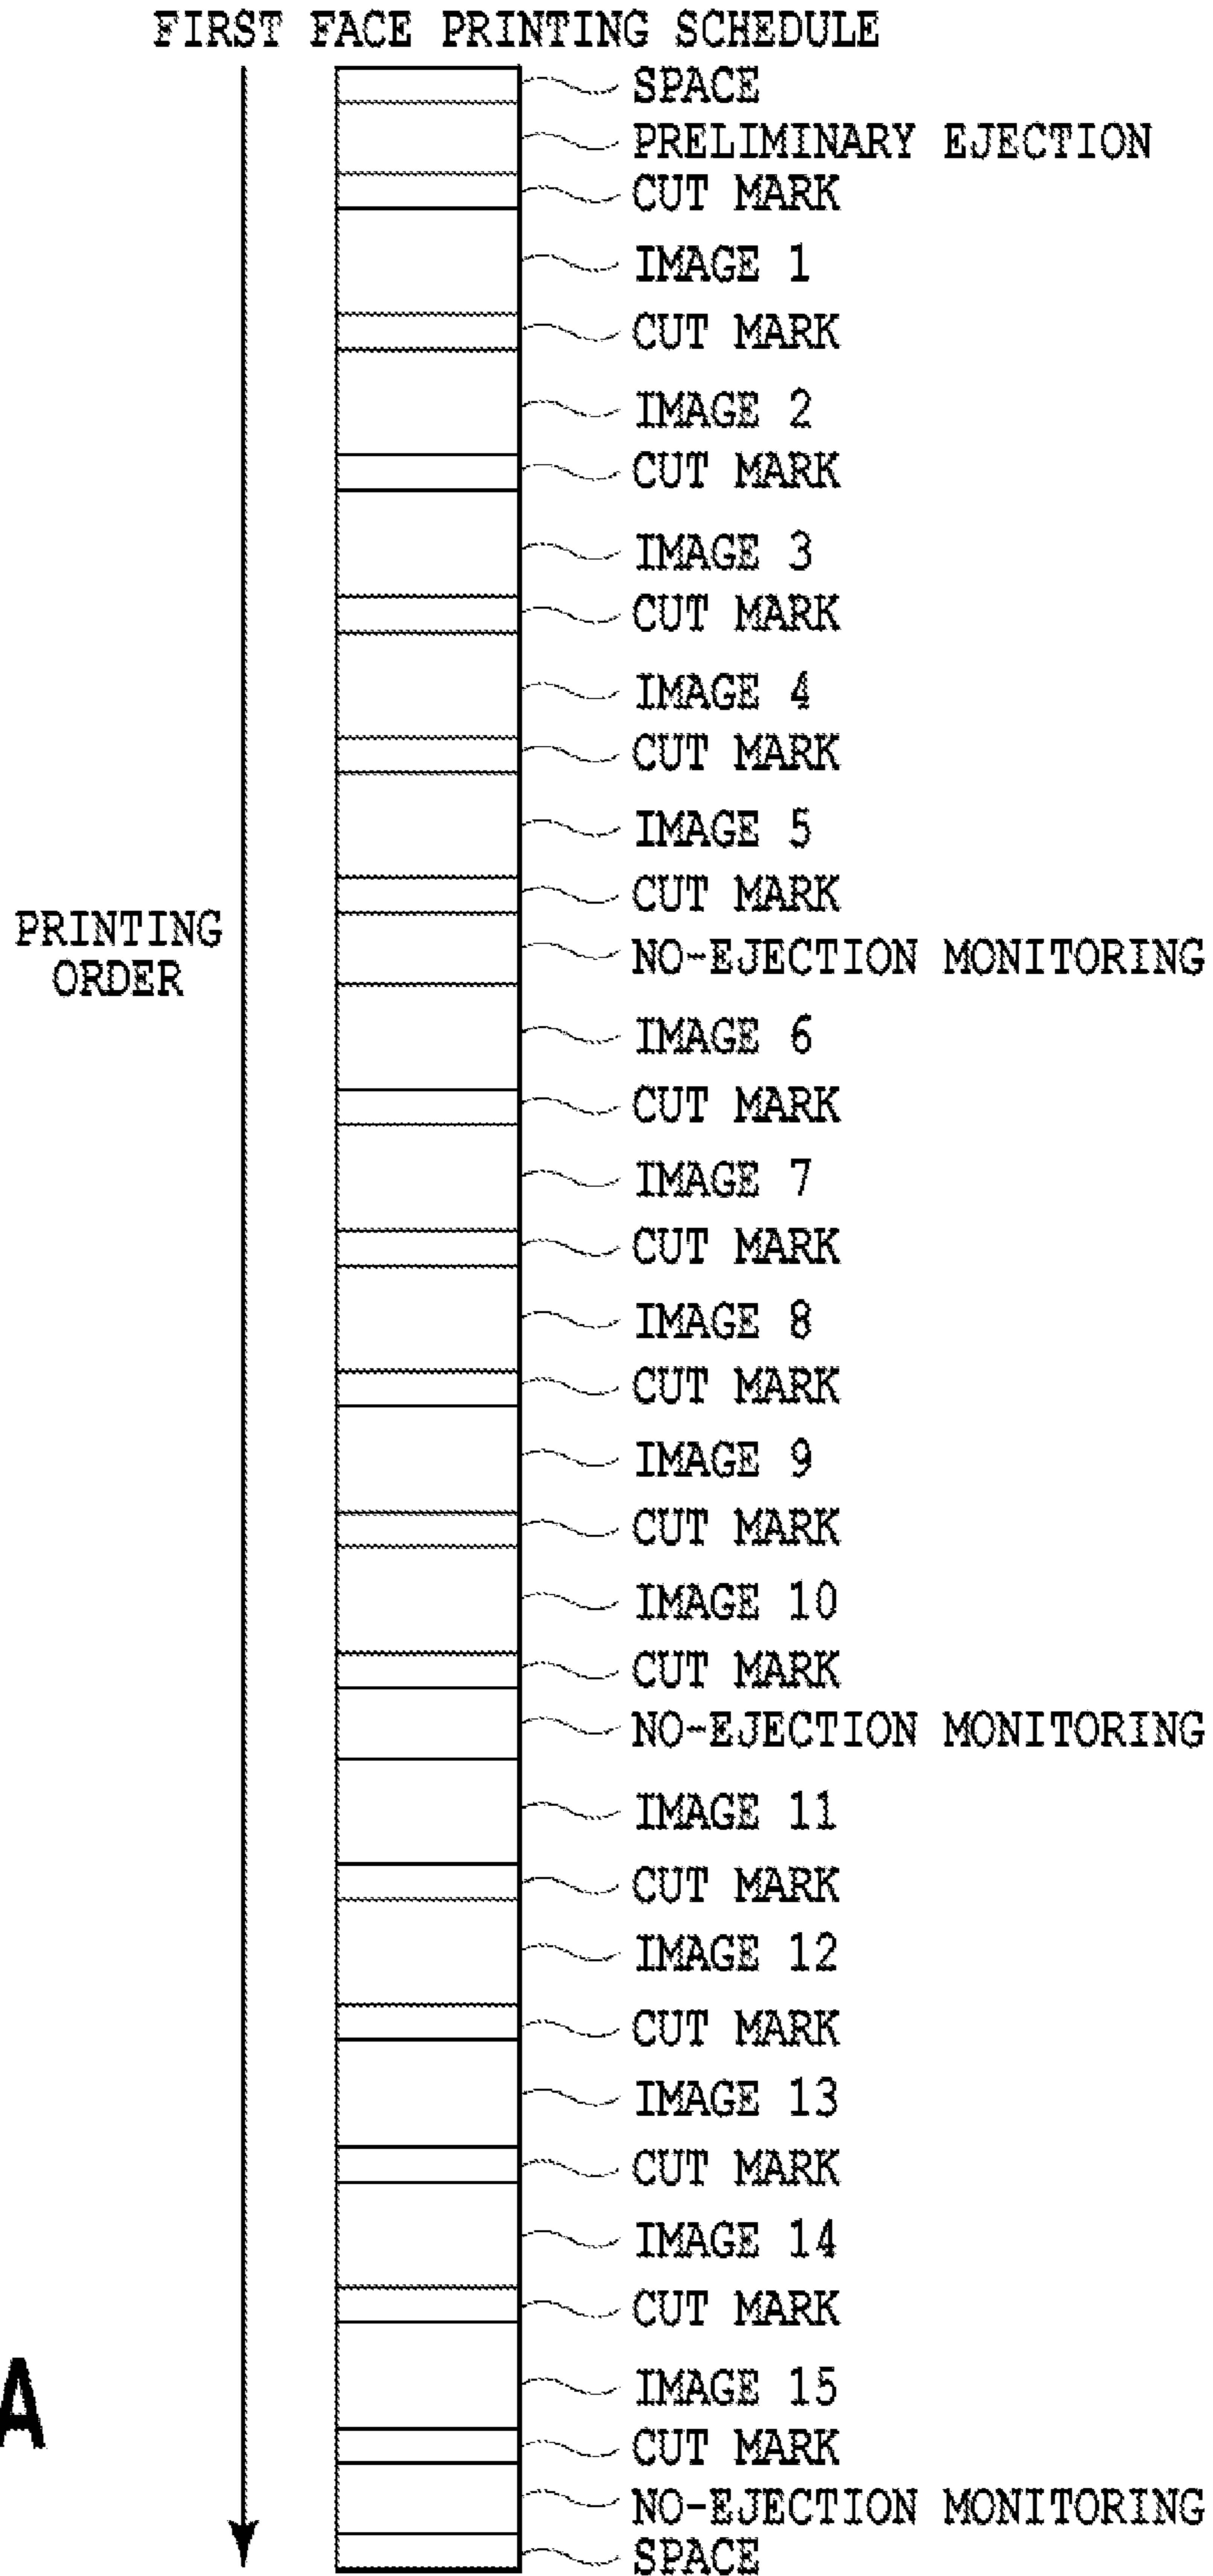 FIRST FACE PRINTING SCHEDULE
SPACE
PRELIMINARY EJECTION
CUT MARK
IMAGE 1
CUT MARK
IMAGE 2
CUT MARK
IMAGE 3
CUT MARK
IMAGE 4
CUT MARK
IMAGE 5
CUT MARK
PRINTING
ORDER
NO-EJECTION MONITORING
IMAGE 6
CUT MARK
IMAGE 7
CUT MARK
IMAGE 8
CUT MARK
IMAGE 9
CUT MARK
IMAGE 10
CUT MARK
NO-EJECTION MONITORING
IMAGE 11
CUT MARK
IMAGE 12
CUT MARK
IMAGE 13
CUT MARK
IMAGE 14
CUT MARK
IMAGE 15
A
CUT MARK
NO-EJECTION MONITORING
SPACE